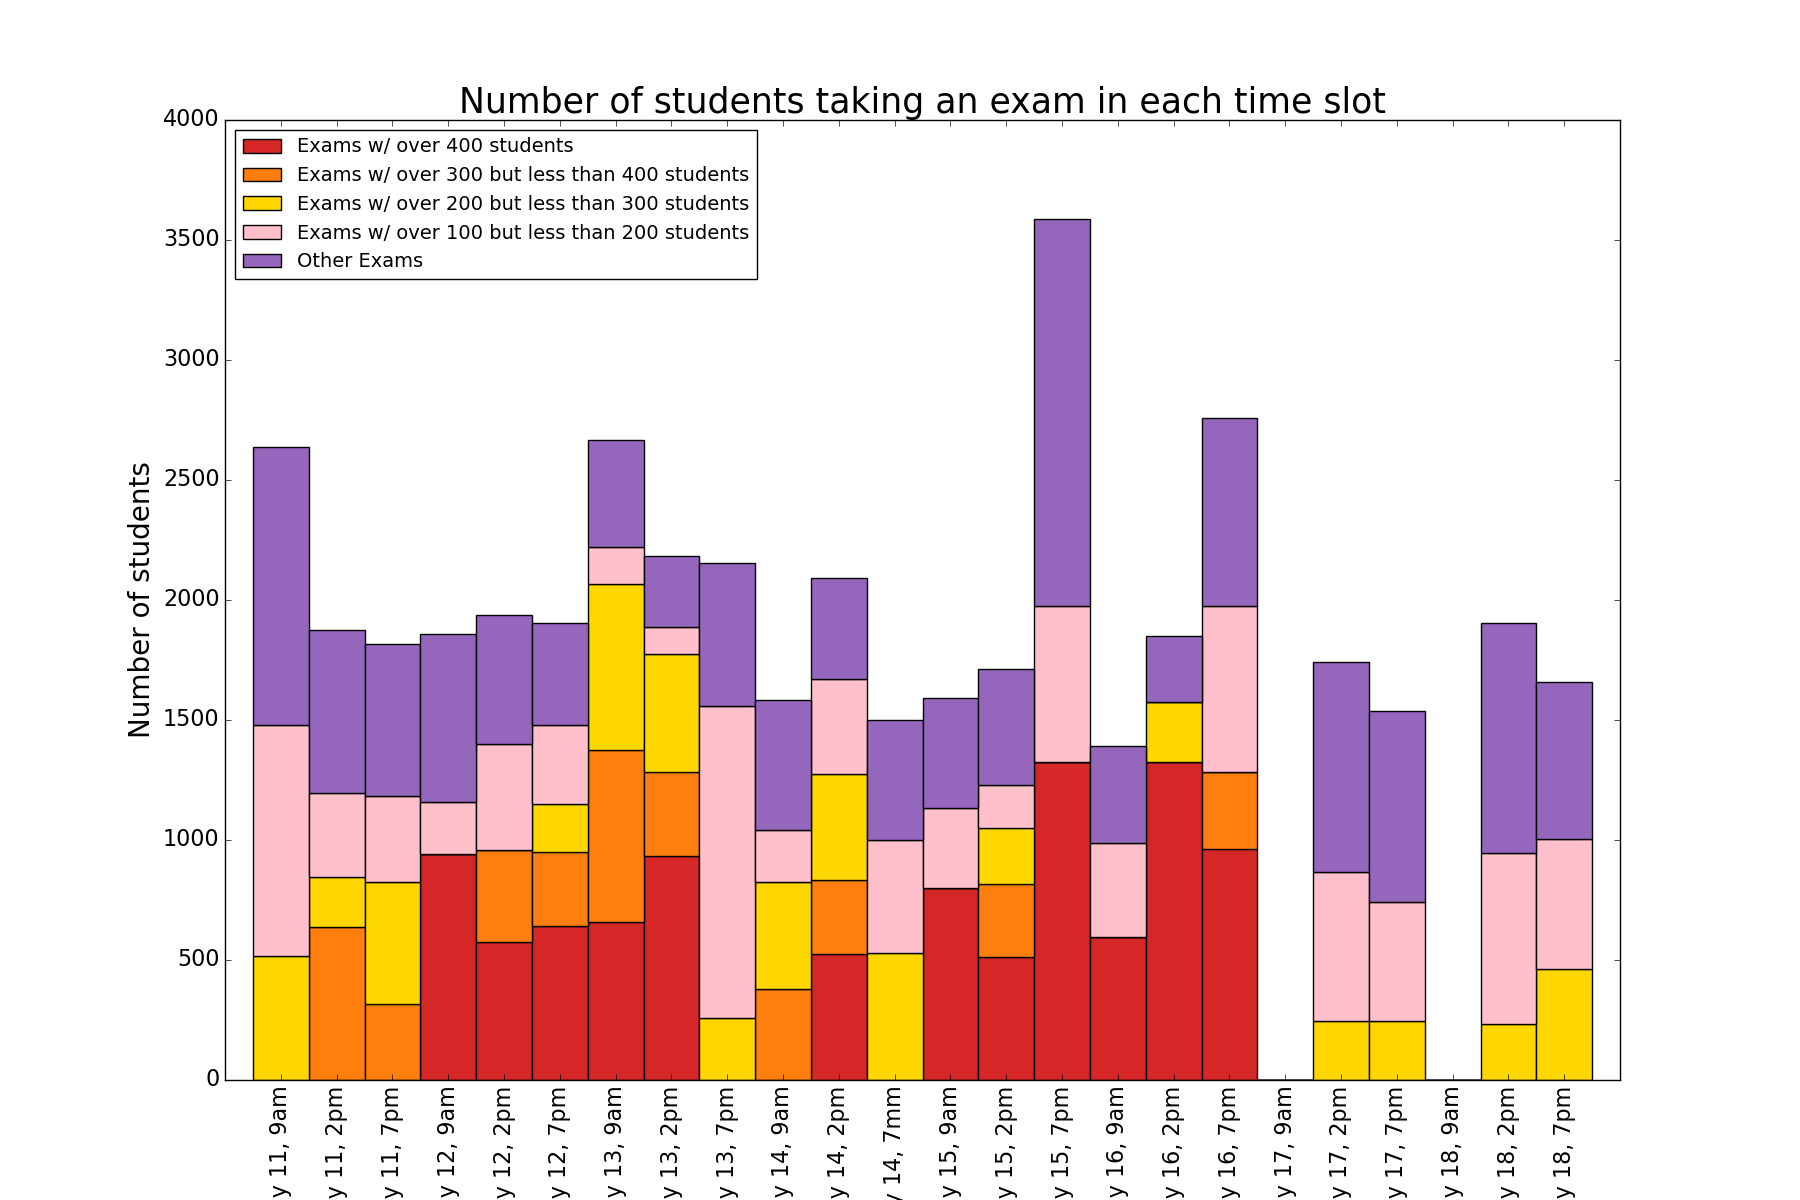 Number of students taking an exam in each time slot
Exams w/ over 400 students
Exams w/ over 300 but less than 400 students
Exams w/ over 200 but less than 300 students
Exams w/ over 100 but less than 200 students
Other Exams
Number of students
4000
3500
3000
2500
2000
1500
1000
500
0
y 11, 9am
y 11, 2pm
y 11, 7pm
y 12, 9am
y 12, 2pm
y 12, 7pm
y 13, 9am
y 13, 2pm
y 13, 7pm
y 14, 9am
y 14, 2pm
y 14, 7mm
y 15, 9am
y 15, 2pm
y 15, 7pm
y 16, 9am
y 16, 2pm
y 16, 7pm
y 17, 9am
y 17, 2pm
y 17, 7pm
y 18, 9am
y 18, 2pm
y 18, 7pm